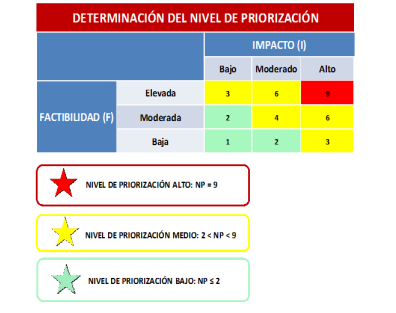 DETERMINACIÓN DEL NIVEL DE PRIORIZACIÓN
IMPACTO (I)
Bajo Moderado Alto
FACTIBILIDAD (F)
Elevada 3 6 9
Moderada 2 4 6
Baja 1 2 3
NIVEL DE PRIORIZACIÓN ALTO: NP = 9
NIVEL DE PRIORIZACIÓN MEDIO: 2 < NP < 9
NIVEL DE PRIORIZACIÓN BAJO: NP ≤ 2